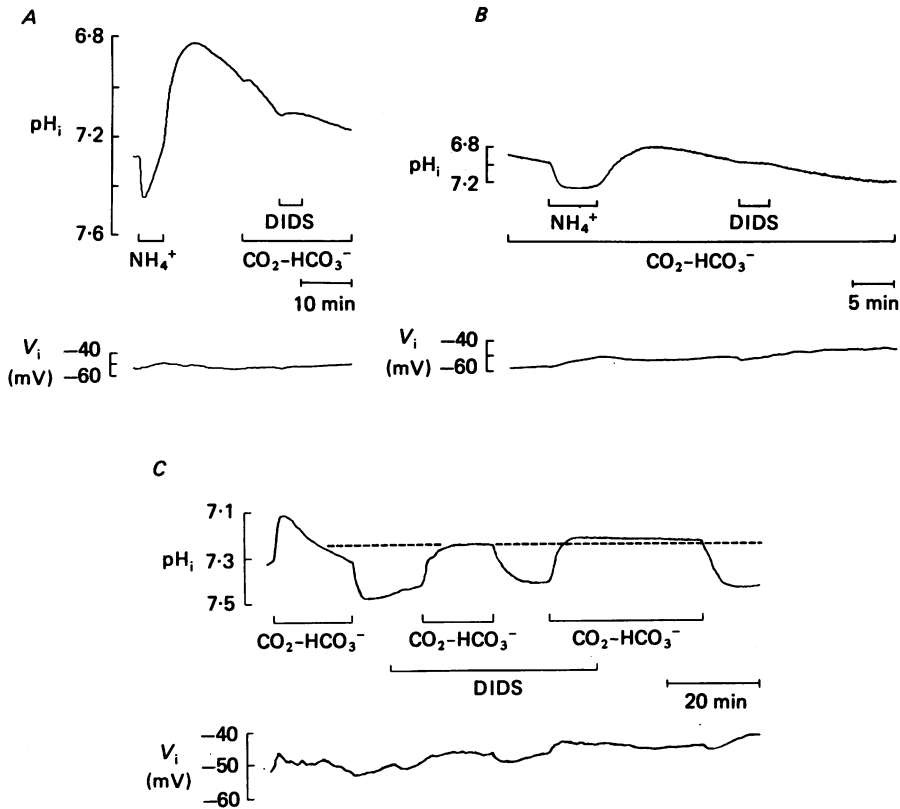 A
6·8
pHᵢ
7·2
7·6
DIDS
NH₄⁺
CO₂–HCO₃⁻
10 min
Vᵢ
(mV)
−40
−60
B
pHᵢ
6·8
7·2
NH₄⁺
DIDS
CO₂–HCO₃⁻
5 min
Vᵢ
(mV)
−40
−60
C
7·1
pHᵢ
7·3
7·5
CO₂–HCO₃⁻
CO₂–HCO₃⁻
CO₂–HCO₃⁻
DIDS
20 min
−40
Vᵢ
−50
(mV)
−60